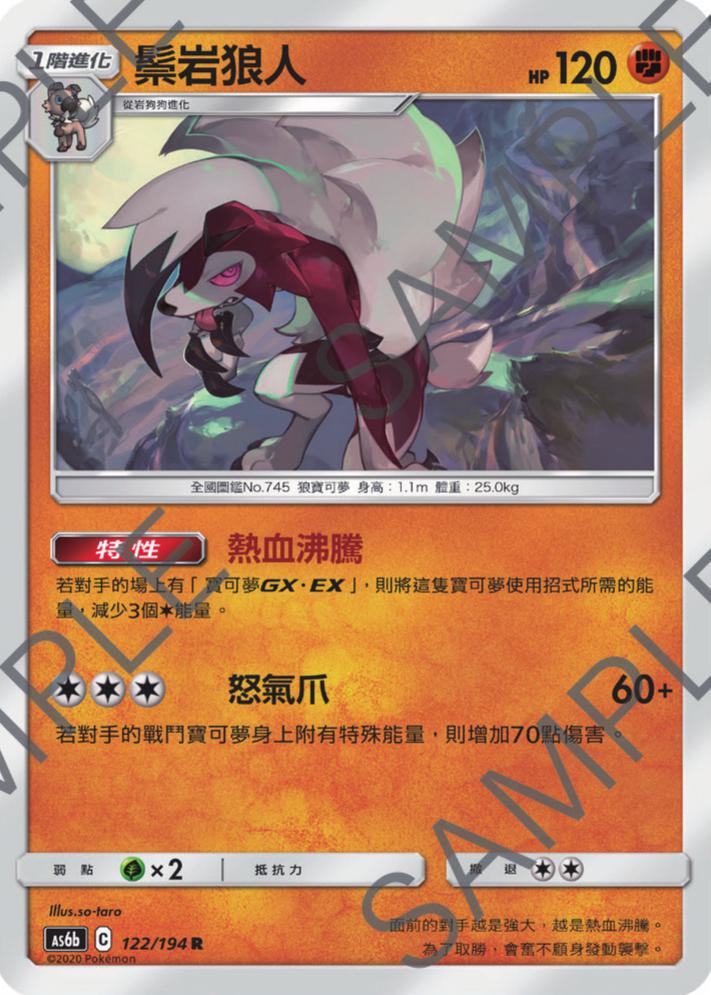 1階進化
鬃岩狼人
HP 120
從岩狗狗進化
全國圖鑑No.745 狼寶可夢 身高：1.1m 體重：25.0kg
特性 熱血沸騰
若對手的場上有「寶可夢GX・EX」，則將這隻寶可夢使用招式所需的能
量，減少3個✶能量。
怒氣爪 60+
若對手的戰鬥寶可夢身上附有特殊能量，則增加70點傷害。
弱點 ×2 抵抗力 撤退
Illus.so-taro
AS6b C 122/194 R
©2020 Pokémon
面前的對手越是強大，越是熱血沸騰。
為了取勝，會奮不顧身發動襲擊。
SAMPLE
SAMPLE
SAMPLE